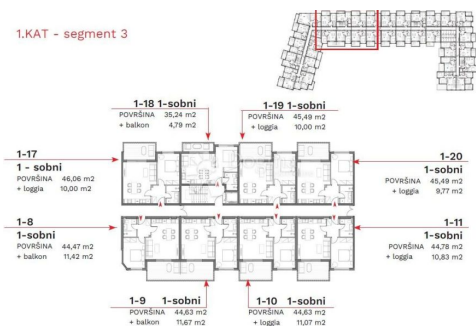 1.KAT - segment 3
1-18 1-sobni
POVRŠINA 35,24 m2
+ balkon 4,79 m2
1-19 1-sobni
POVRŠINA 45,49 m2
+ loggia 10,00 m2
1-17
1 - sobni
POVRŠINA 46,06 m2
+ loggia 10,00 m2
1-20
1-sobni
POVRŠINA 45,49 m2
+ loggia 9,77 m2
1-8
1-sobni
POVRŠINA 44,47 m2
+ balkon 11,42 m2
1-11
1-sobni
POVRŠINA 44,78 m2
+ loggia 10,83 m2
1-9 1-sobni
POVRŠINA 44,63 m2
+ balkon 11,67 m2
1-10 1-sobni
POVRŠINA 44,63 m2
+ loggia 11,07 m2